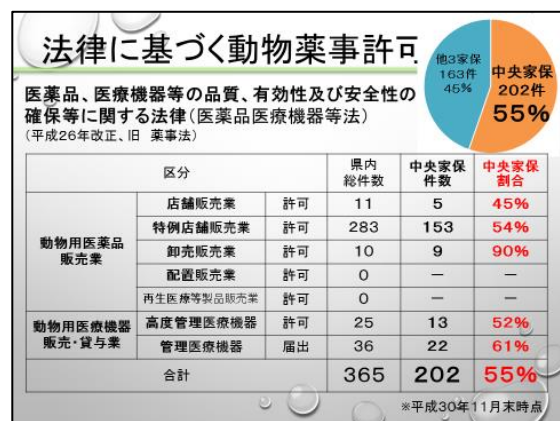 法律に基づく動物薬事許可
他3家保
163件
45%
中央家保
202件
55%
医薬品、医療機器等の品質、有効性及び安全性の
確保等に関する法律(医薬品医療機器等法)
(平成26年改正、旧 薬事法)
区分 県内総件数 中央家保件数 中央家保割合
動物用医薬品販売業 店舗販売業 許可 11 5 45%
特例店舗販売業 許可 283 153 54%
卸売販売業 許可 10 9 90%
配置販売業 許可 0 － －
再生医療等製品販売業 許可 0 － －
動物用医療機器販売・貸与業 高度管理医療機器 許可 25 13 52%
管理医療機器 届出 36 22 61%
合計 365 202 55%
※平成30年11月末時点